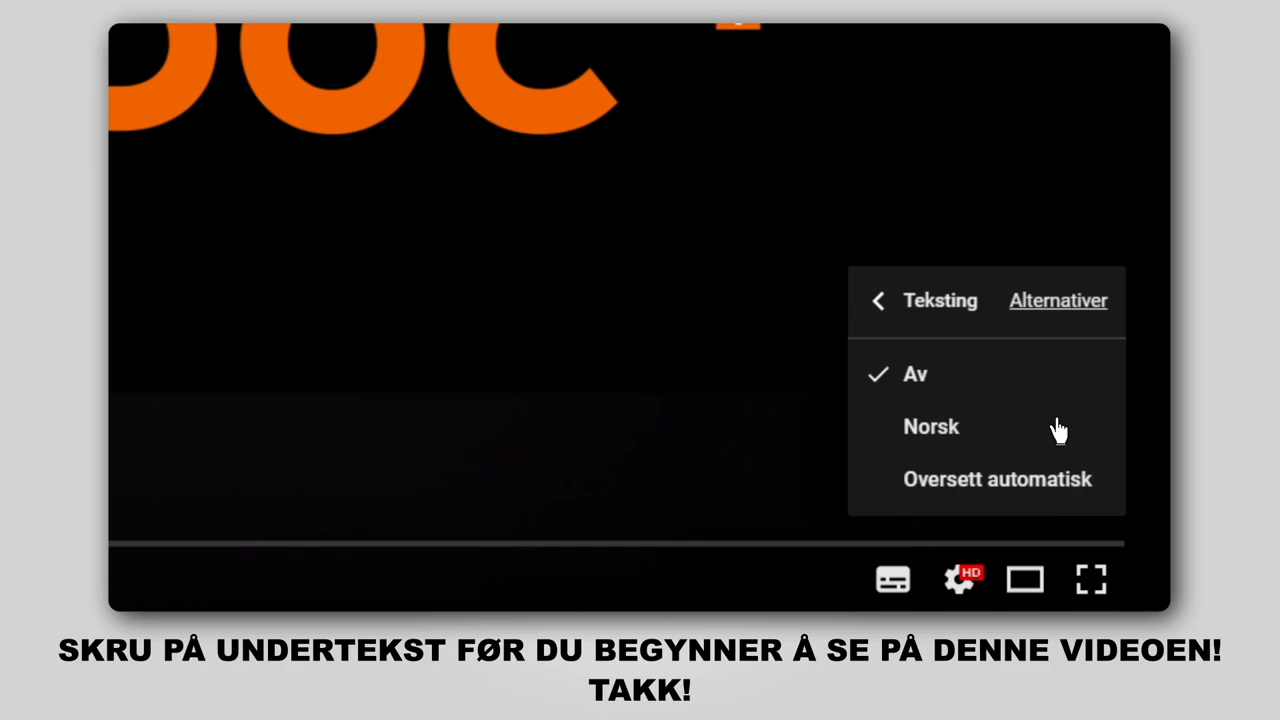 Teksting Alternativer
Av
Norsk
Oversett automatisk
HD
SKRU PÅ UNDERTEKST FØR DU BEGYNNER Å SE PÅ DENNE VIDEOEN!
TAKK!